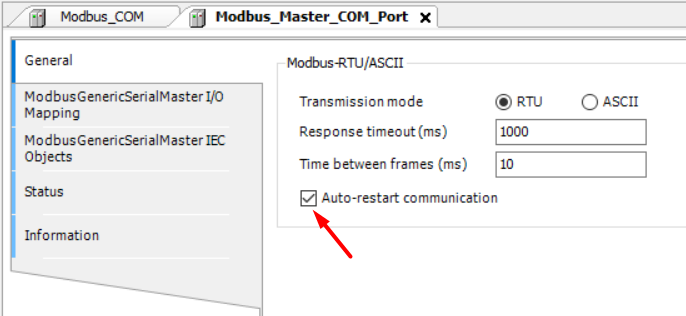 Modbus_COM
Modbus_Master_COM_Port
General
Modbus-RTU/ASCII
ModbusGenericSerialMaster I/O
Mapping
ModbusGenericSerialMaster IEC
Objects
Status
Information
Transmission mode
RTU
ASCII
Response timeout (ms)
1000
Time between frames (ms)
10
Auto-restart communication